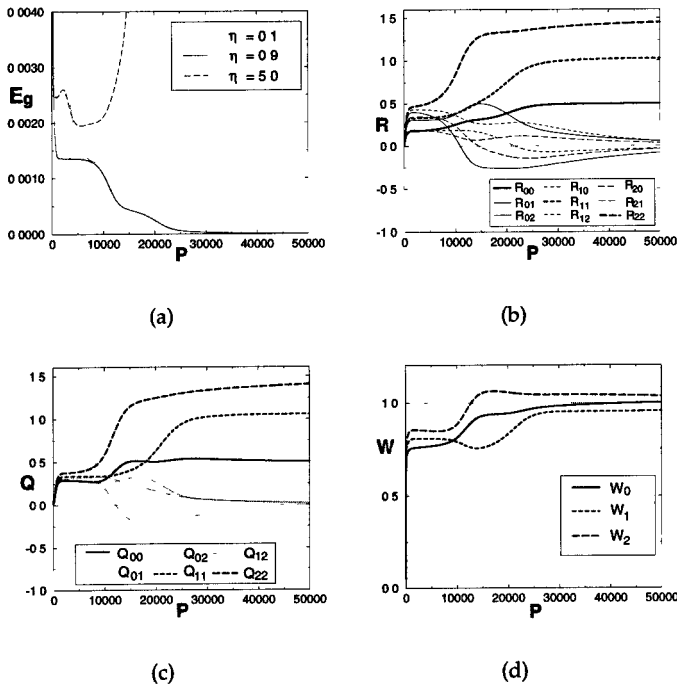 0 0040
0 0030
Eg
0 0020
0 0010
0 0000
η = 0 1
η = 0 9
η = 5 0
0 10000 20000 30000 40000 50000
P
(a)
1 5
1 0
0.5
R
0 0
-0.5
-1 0
R00 R10 R20
R01 R11 R21
R02 R12 R22
0 10000 20000 30000 40000 50000
P
(b)
1 5
1 0
0.5
Q
0 0
-0.5
-1 0
Q00 Q02 Q12
Q01 Q11 Q22
0 10000 20000 30000 40000 50000
P
(c)
1.0
W
0.5
0 0
W0
W1
W2
0 10000 20000 30000 40000 50000
P
(d)